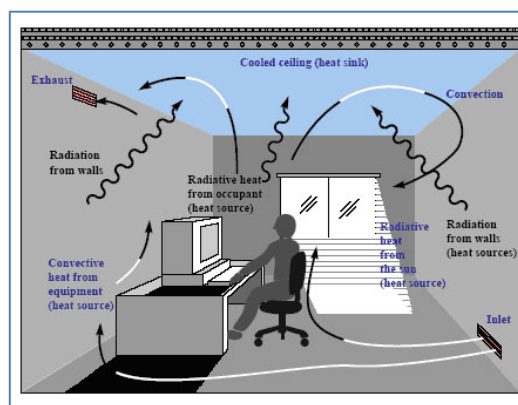 Cooled ceiling (heat sink)
Exhaust
Convection
Radiation
from walls
Radiative heat
from occupant
(heat source)
Radiation
from walls
(heat sources)
Radiative
heat
from
the sun
(heat source)
Convective
heat from
equipment
(heat source)
Inlet